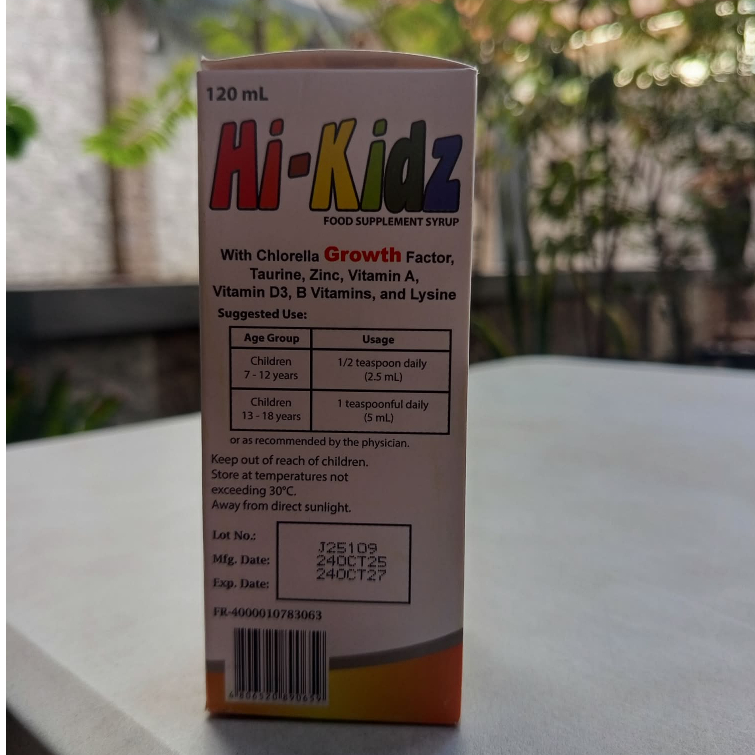 120 mL
Hi-Kidz
FOOD SUPPLEMENT SYRUP
With Chlorella Growth Factor,
Taurine, Zinc, Vitamin A,
Vitamin D3, B Vitamins, and Lysine
Suggested Use:
Age Group Usage
Children 1/2 teaspoon daily
7 - 12 years (2.5 mL)
Children 1 teaspoonful daily
13 - 18 years (5 mL)
or as recommended by the physician.
Keep out of reach of children.
Store at temperatures not
exceeding 30°C.
Away from direct sunlight.
Lot No.: J25109
Mfg. Date: 24OCT25
Exp. Date: 24OCT27
FR-4000010783063